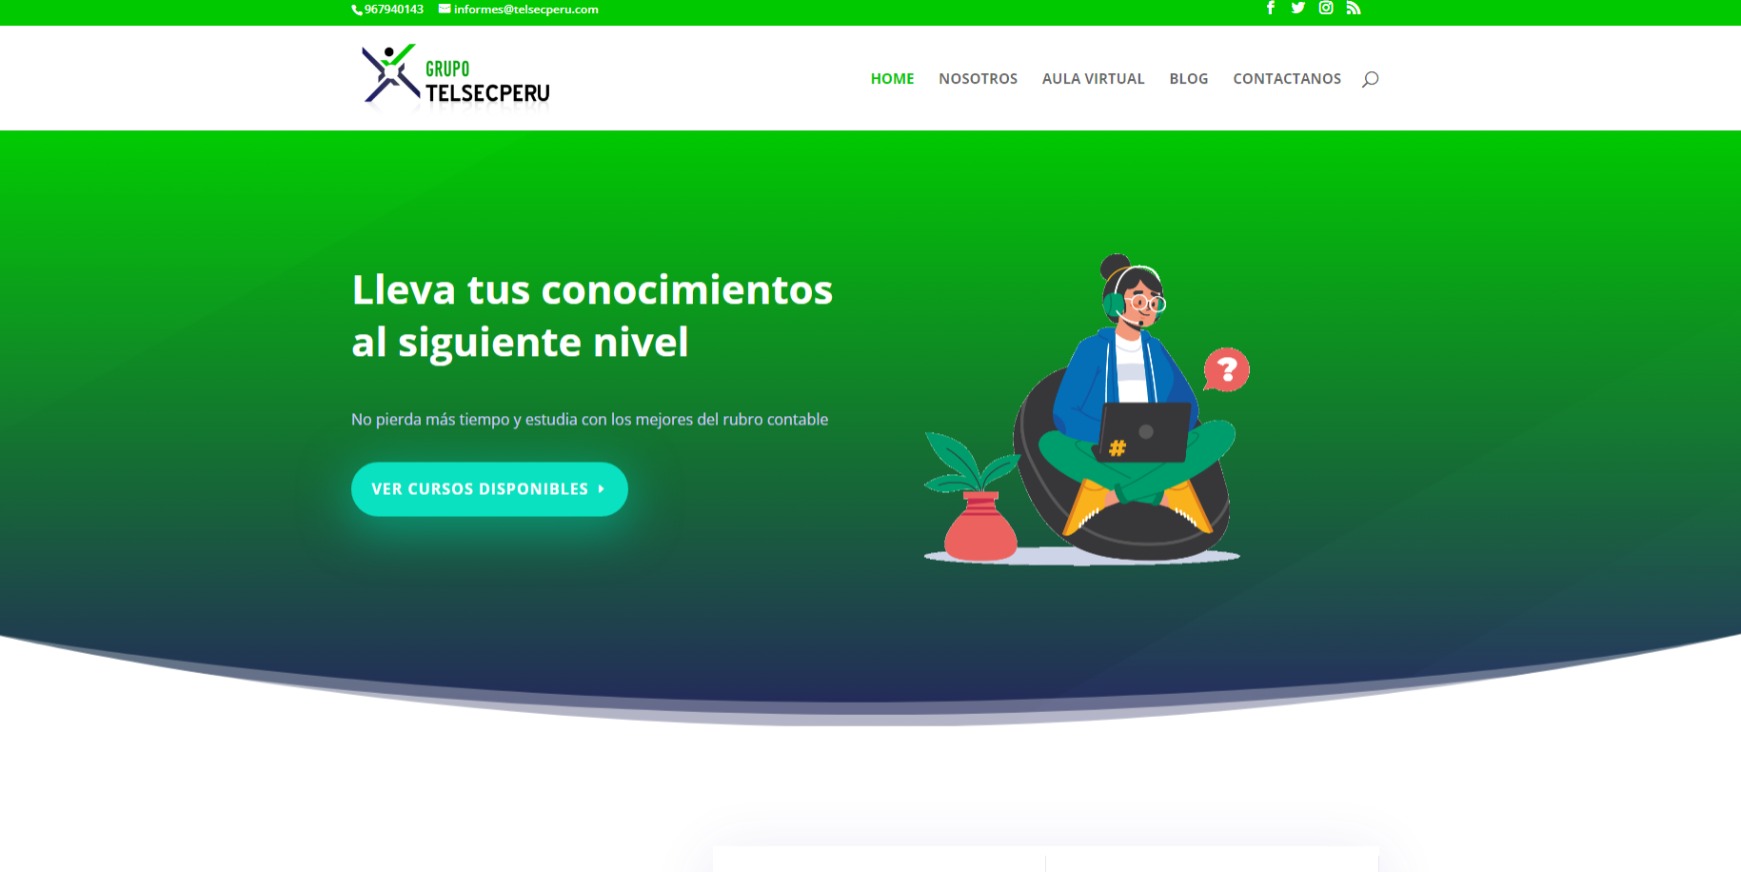 967940143 informes@telsecperu.com
GRUPO
TELSECPERU
HOME NOSOTROS AULA VIRTUAL BLOG CONTACTANOS
Lleva tus conocimientos
al siguiente nivel
No pierda más tiempo y estudia con los mejores del rubro contable
VER CURSOS DISPONIBLES
?
#